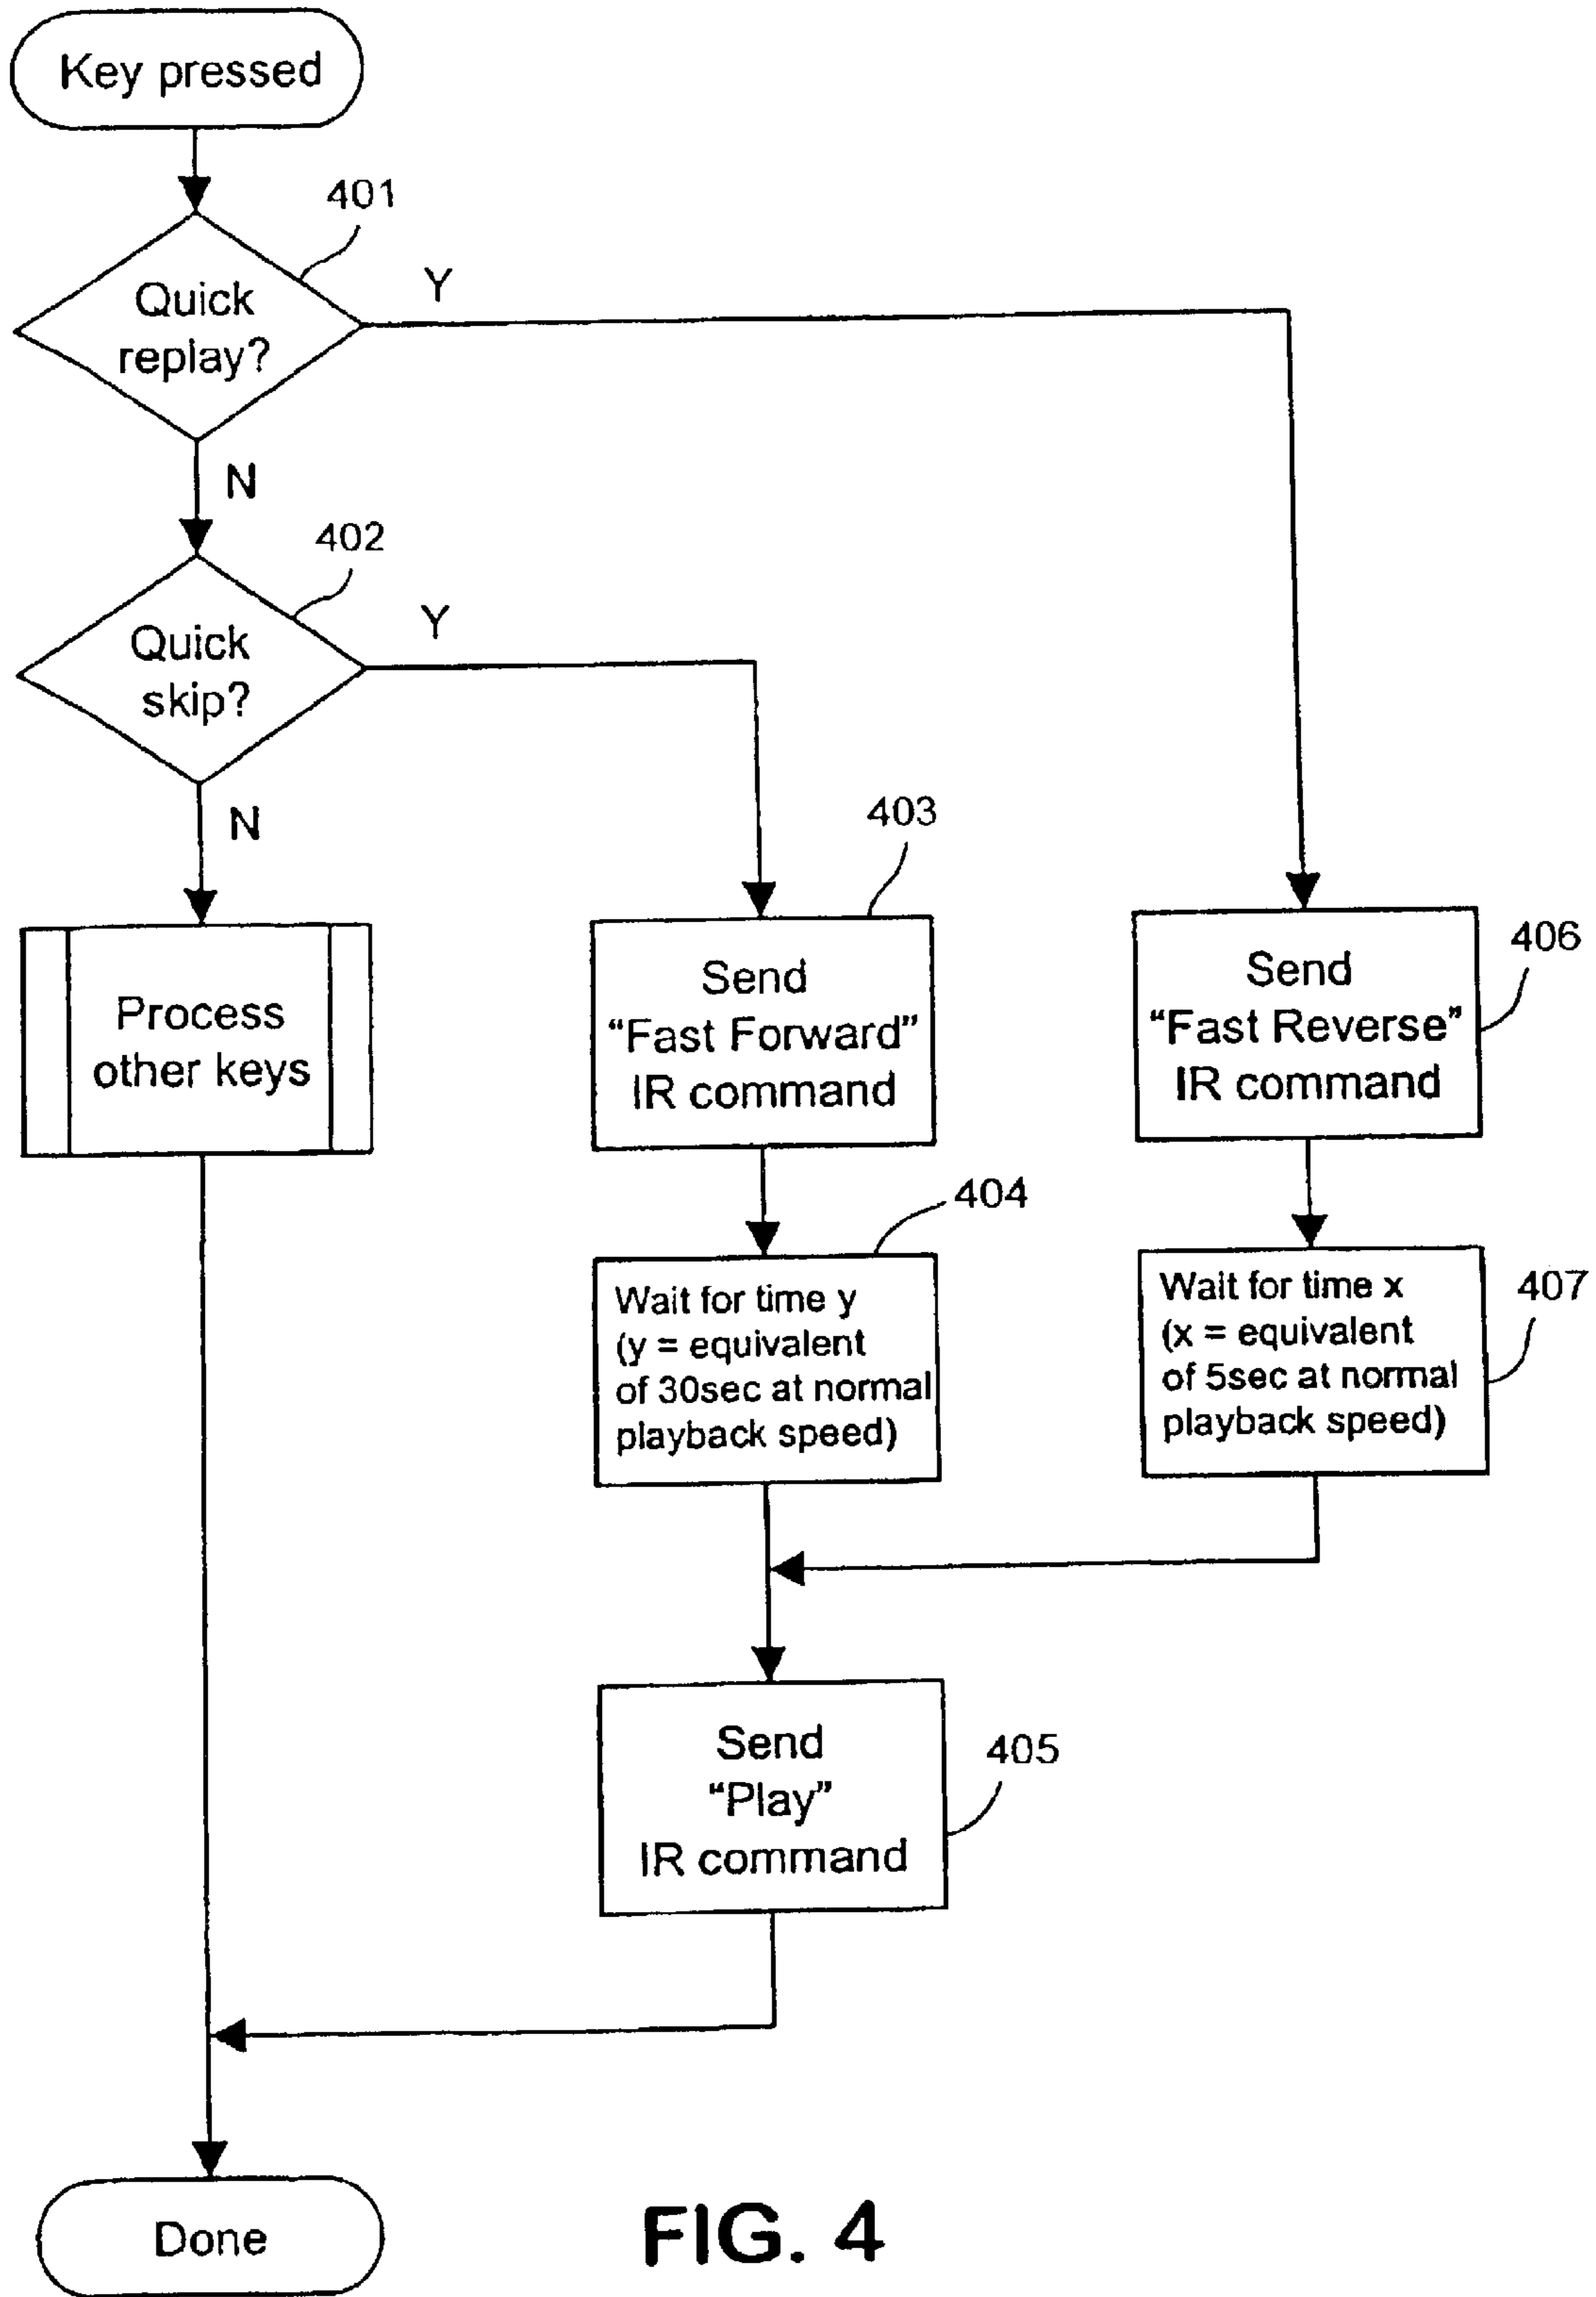 Key pressed
401
Quick
replay?
Y
N
402
Quick
skip?
Y
N
Process
other keys
403
Send
“Fast Forward”
IR command
406
Send
“Fast Reverse”
IR command
404
Wait for time y
(y = equivalent
of 30sec at normal
playback speed)
407
Wait for time x
(x = equivalent
of 5sec at normal
playback speed)
405
Send
“Play”
IR command
Done
FIG. 4